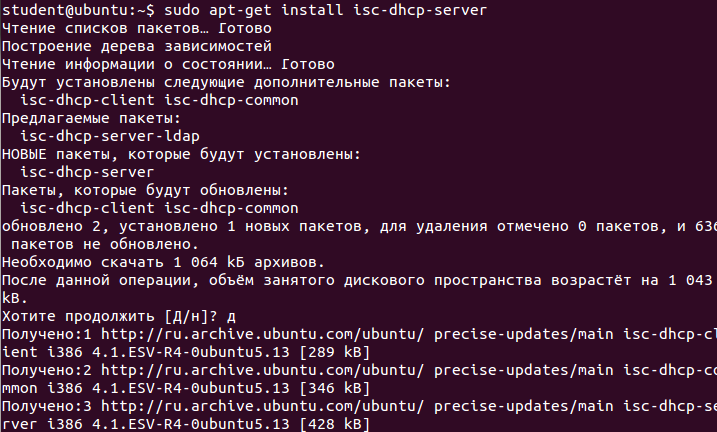 student@ubuntu:~$ sudo apt-get install isc-dhcp-server
Чтение списков пакетов… Готово
Построение дерева зависимостей
Чтение информации о состоянии… Готово
Будут установлены следующие дополнительные пакеты:
  isc-dhcp-client isc-dhcp-common
Предлагаемые пакеты:
  isc-dhcp-server-ldap
НОВЫЕ пакеты, которые будут установлены:
  isc-dhcp-server
Пакеты, которые будут обновлены:
  isc-dhcp-client isc-dhcp-common
обновлено 2, установлено 1 новых пакетов, для удаления отмечено 0 пакетов, и 636
 пакетов не обновлено.
Необходимо скачать 1 064 kБ архивов.
После данной операции, объём занятого дискового пространства возрастёт на 1 043
kB.
Хотите продолжить [Д/н]? д
Получено:1 http://ru.archive.ubuntu.com/ubuntu/ precise-updates/main isc-dhcp-cl
ient i386 4.1.ESV-R4-0ubuntu5.13 [289 kB]
Получено:2 http://ru.archive.ubuntu.com/ubuntu/ precise-updates/main isc-dhcp-co
mmon i386 4.1.ESV-R4-0ubuntu5.13 [346 kB]
Получено:3 http://ru.archive.ubuntu.com/ubuntu/ precise-updates/main isc-dhcp-se
rver i386 4.1.ESV-R4-0ubuntu5.13 [428 kB]